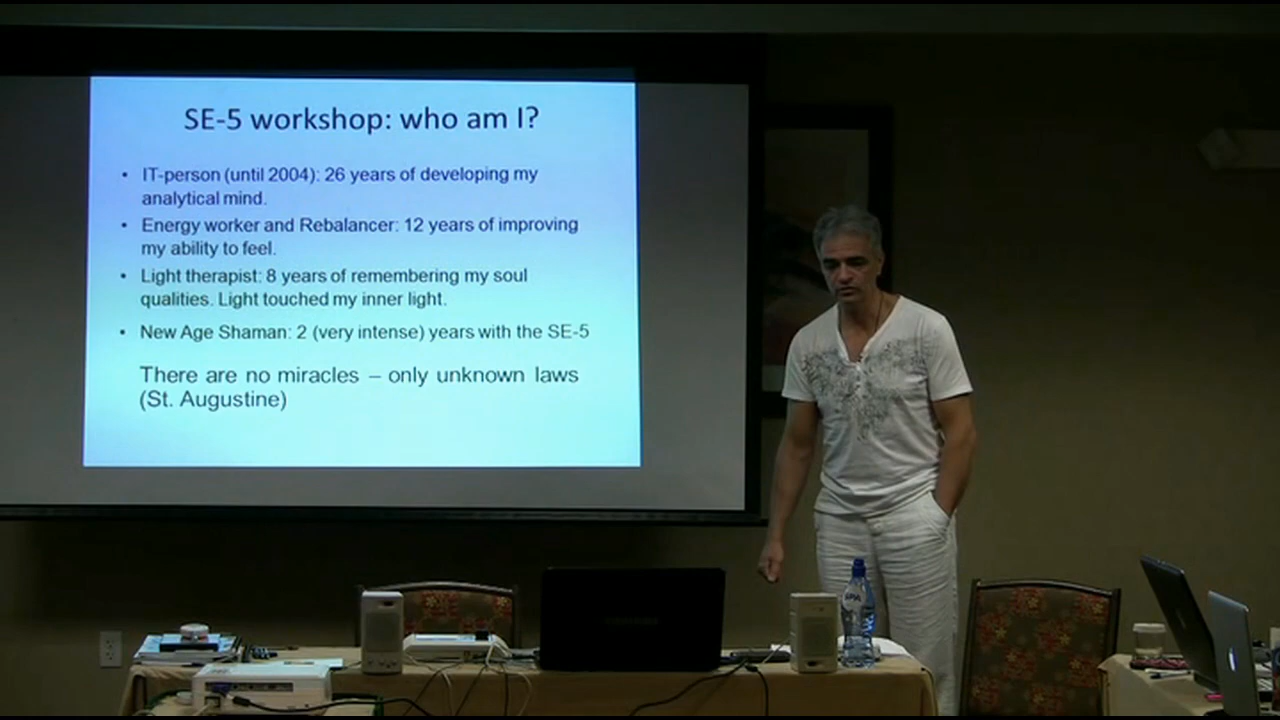 SE-5 workshop: who am I?
• IT-person (until 2004): 26 years of developing my
analytical mind.
• Energy worker and Rebalancer: 12 years of improving
my ability to feel.
• Light therapist: 8 years of remembering my soul
qualities. Light touched my inner light.
• New Age Shaman: 2 (very intense) years with the SE-5
There are no miracles – only unknown laws
(St. Augustine)